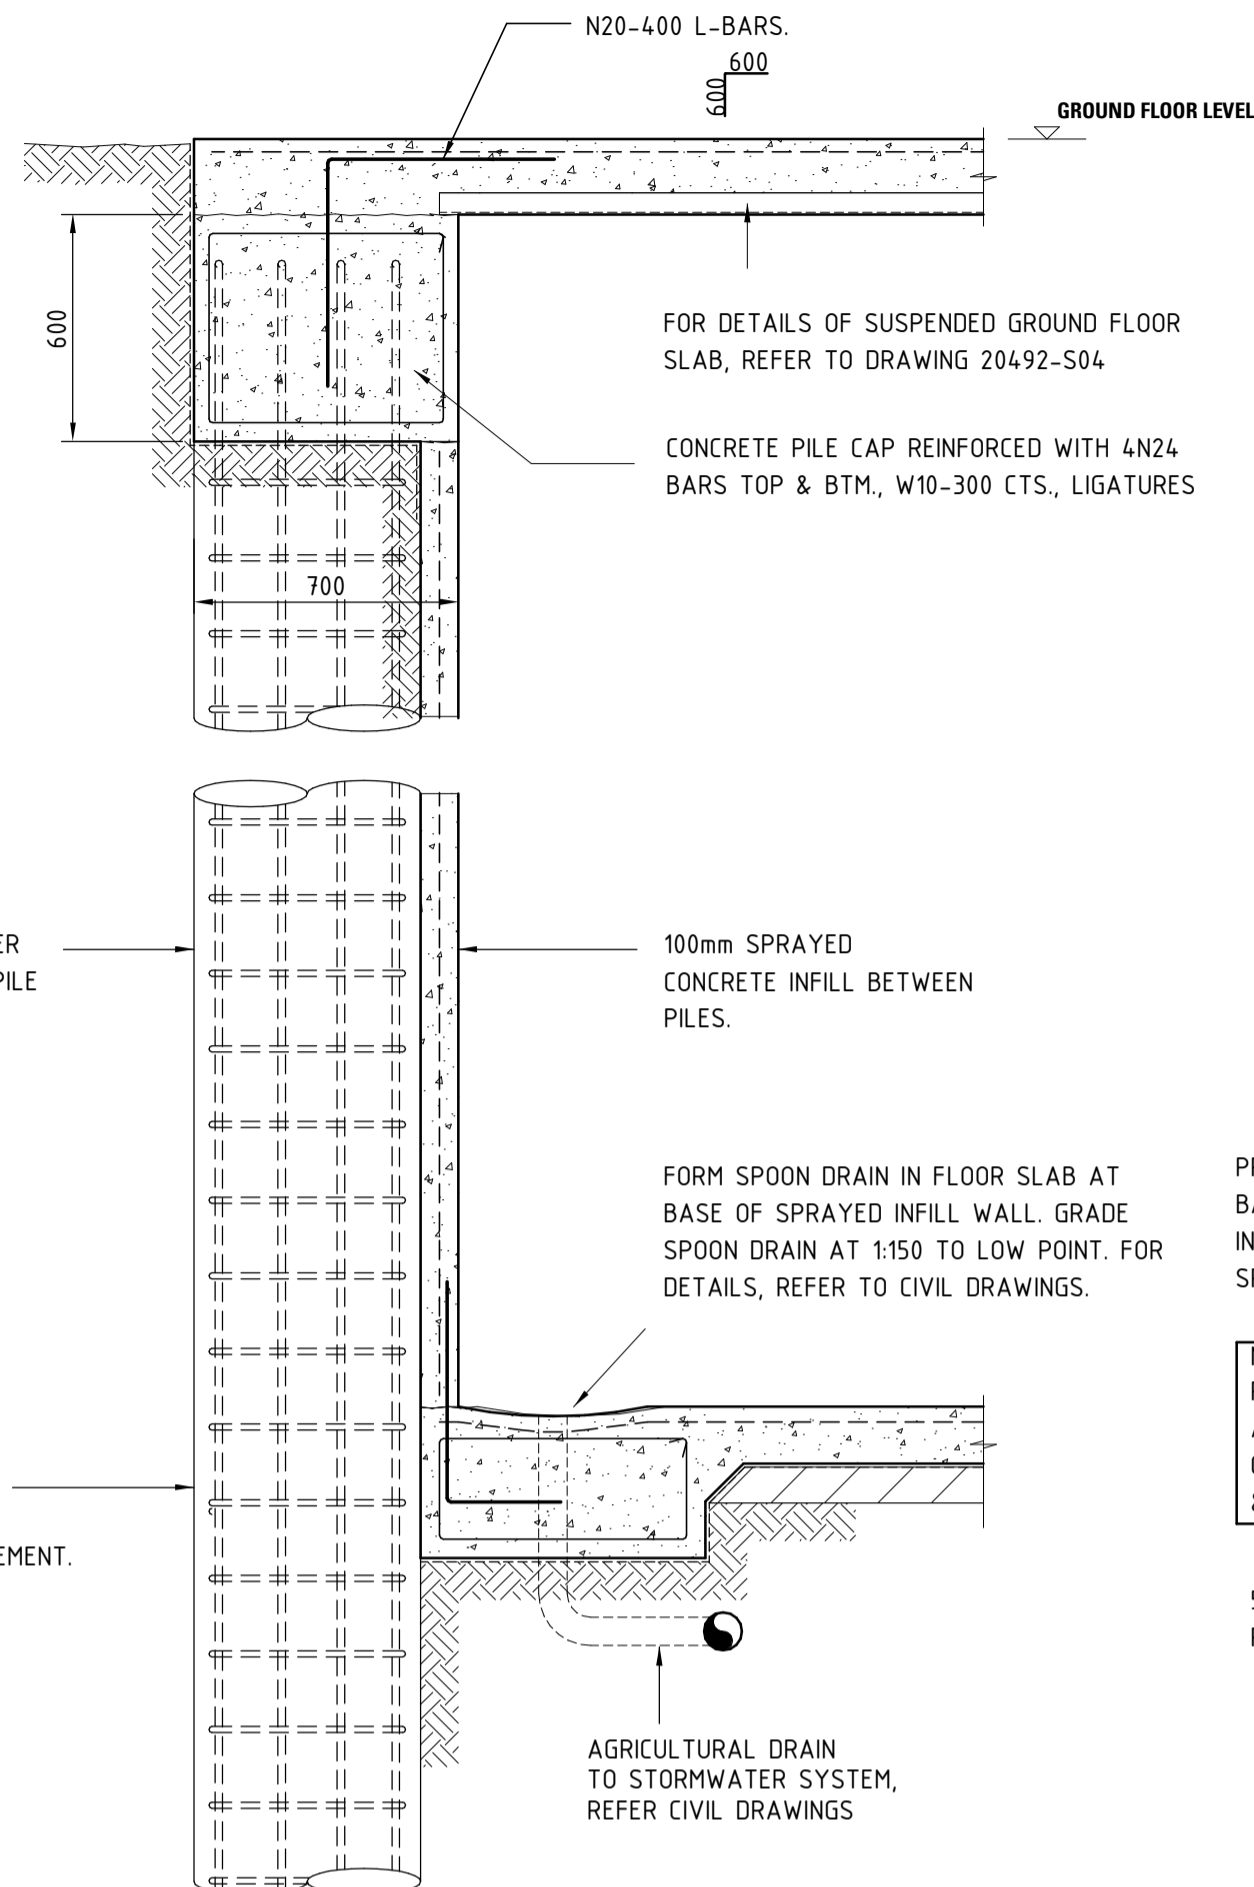 N20-400 L-BARS.
600
600
GROUND FLOOR LEVEL
600
FOR DETAILS OF SUSPENDED GROUND FLOOR
SLAB, REFER TO DRAWING 20492-S04
CONCRETE PILE CAP REINFORCED WITH 4N24
BARS TOP & BTM., W10-300 CTS., LIGATURES
700
ER
PILE
100mm SPRAYED
CONCRETE INFILL BETWEEN
PILES.
FORM SPOON DRAIN IN FLOOR SLAB AT
BASE OF SPRAYED INFILL WALL. GRADE
SPOON DRAIN AT 1:150 TO LOW POINT. FOR
DETAILS, REFER TO CIVIL DRAWINGS.
BA
IN
EMENT.
AGRICULTURAL DRAIN
TO STORMWATER SYSTEM,
REFER CIVIL DRAWINGS